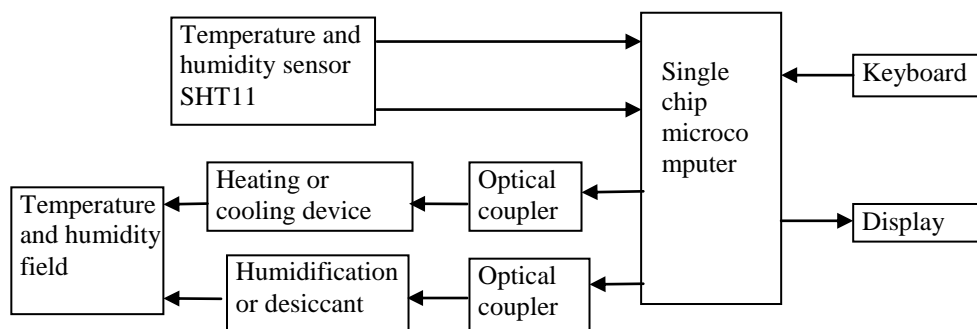 Temperature and
humidity sensor
SHT11
Single
chip
microco
mputer
Keyboard
Heating or
cooling device
Optical
coupler
Temperature
and humidity
field
Display
Humidification
or desiccant
Optical
coupler